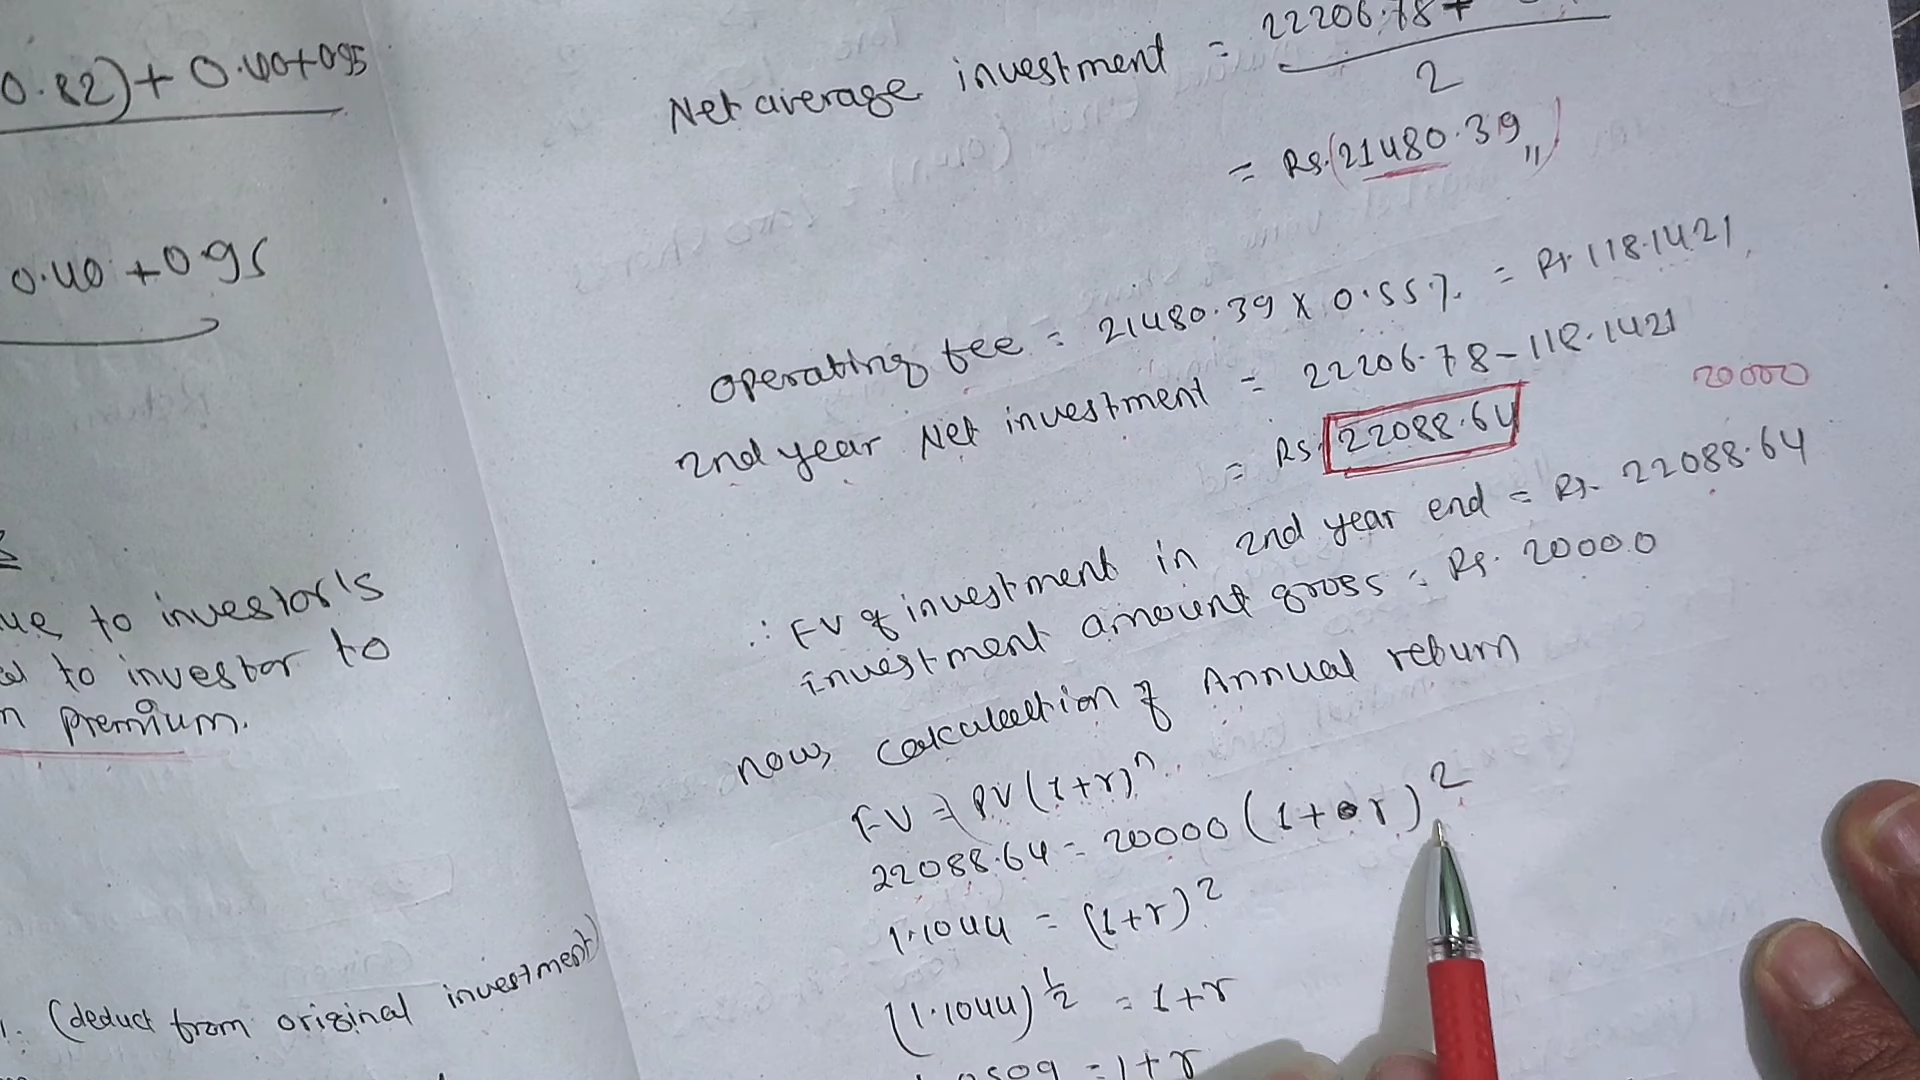 0.82)+ 0.40+095
0.40 +0.95
ue to investor's
to investor to
n premium.
(deduct from original investment)
Net average investment = 22206.78+
2
= Rs.(21480.39,,)
operating fee = 21480.39 x 0.55%. = Rs. 118.1421
2nd year Net investment = 22206.78-118.1421
20000
= Rs. 22088.64
∴ FV of investment in 2nd year end = Rs. 22088.64
investment amount gross = Rs. 20000
now, calculation of Annual return
FV = PV(1+r)ⁿ
22088.64 = 20000 (1+r)²
1.1044 = (1+r)²
(1.1044)^½ = 1+r
0509 = 1+r